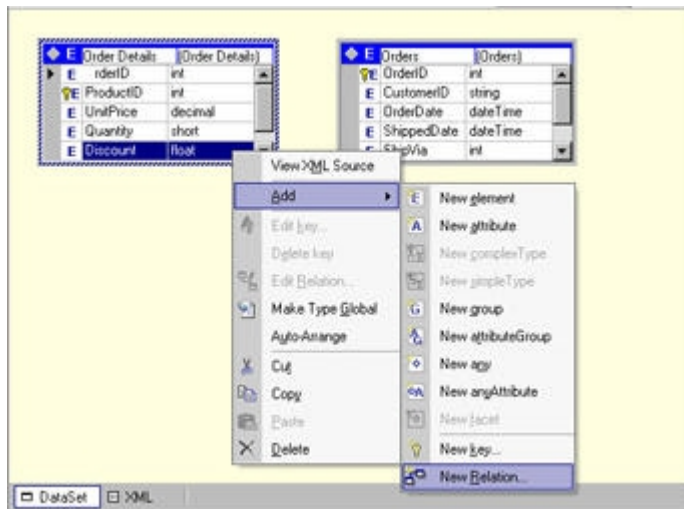 E Order Details (Order Details)
E rderID int
E ProductID int
E UnitPrice decimal
E Quantity short
E Discount float
E Orders (Orders)
E OrderID int
E CustomerID string
E OrderDate dateTime
E ShippedDate dateTime
E ShipVia int
View XML Source
Add
Edit key...
Delete key
Edit Relation...
Make Type Global
Auto-Arrange
Cut
Copy
Paste
Delete
E New element
A New attribute
New complexType
New simpleType
G New group
New attributeGroup
New any
New anyAttribute
New facet
New key...
New Relation...
DataSet XML